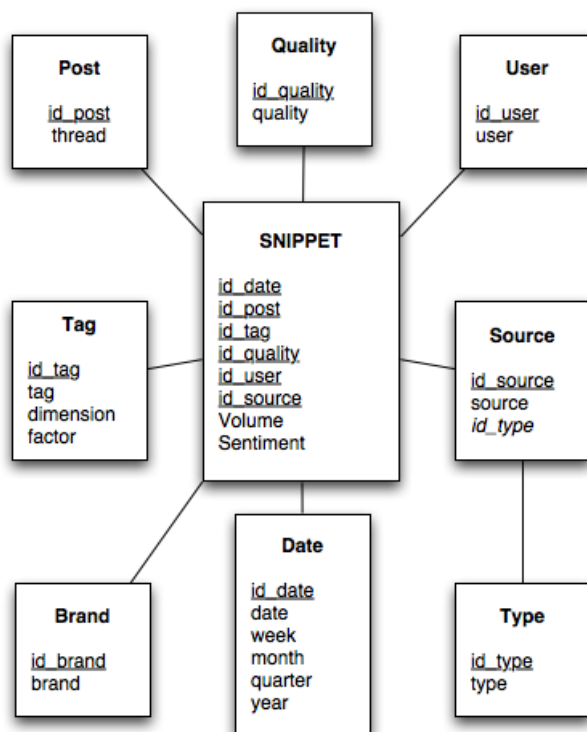 Post
id_post
thread
Quality
id_quality
quality
User
id_user
user
SNIPPET
id_date
id_post
id_tag
id_quality
id_user
id_source
Volume
Sentiment
Tag
id_tag
tag
dimension
factor
Source
id_source
source
id_type
Brand
id_brand
brand
Date
id_date
date
week
month
quarter
year
Type
id_type
type